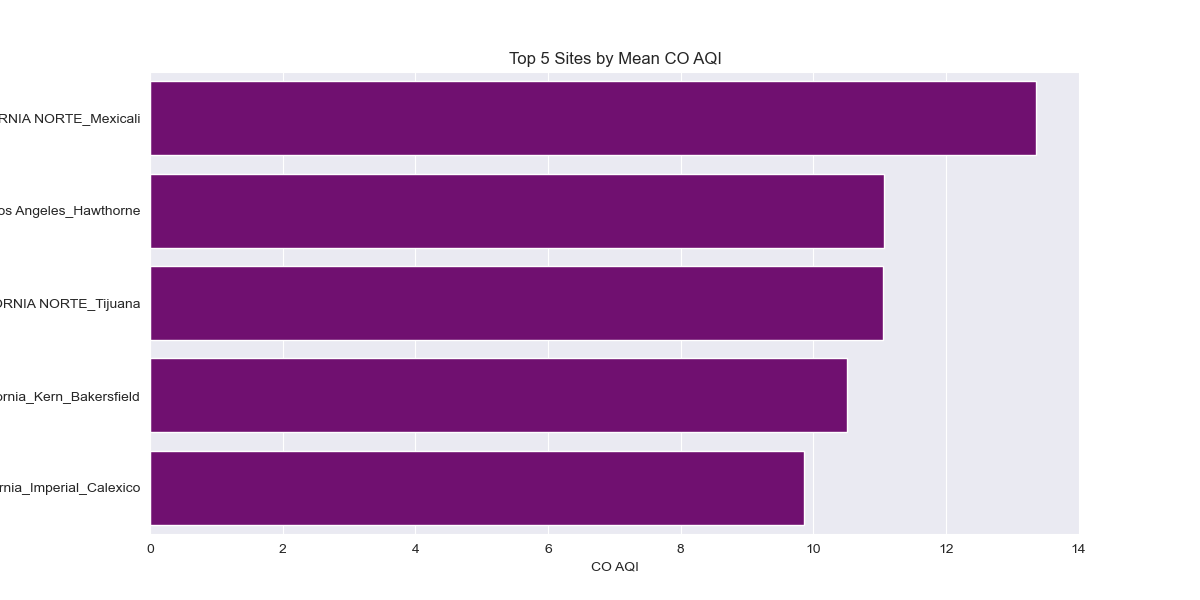 Top 5 Sites by Mean CO AQI
RNIA NORTE_Mexicali
os Angeles_Hawthorne
ORNIA NORTE_Tijuana
ornia_Kern_Bakersfield
rnia_Imperial_Calexico
0 2 4 6 8 10 12 14
CO AQI